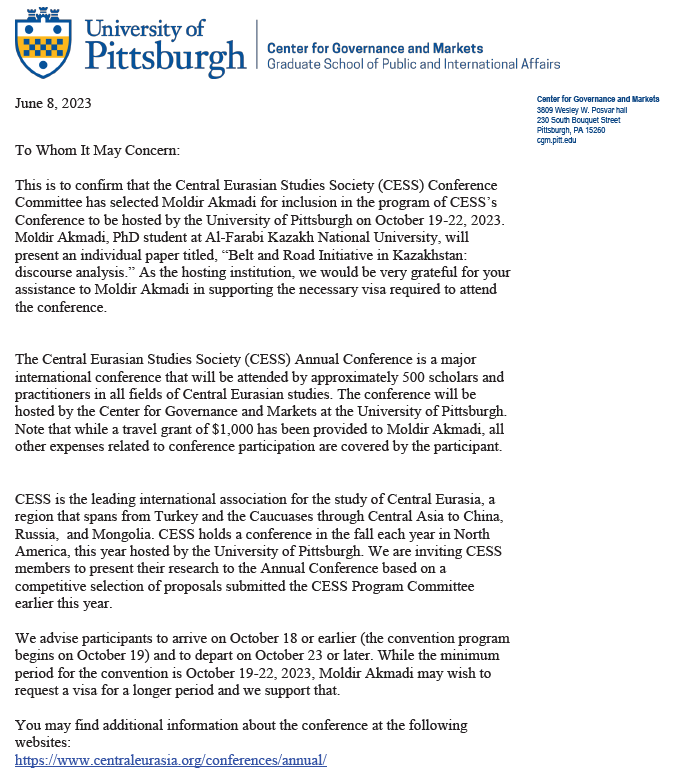 University of
Pittsburgh
Center for Governance and Markets
Graduate School of Public and International Affairs
June 8, 2023
Center for Governance and Markets
3809 Wesley W. Posvar hall
230 South Bouquet Street
Pittsburgh, PA 15260
cgm.pitt.edu
To Whom It May Concern:
This is to confirm that the Central Eurasian Studies Society (CESS) Conference
Committee has selected Moldir Akmadi for inclusion in the program of CESS’s
Conference to be hosted by the University of Pittsburgh on October 19-22, 2023.
Moldir Akmadi, PhD student at Al-Farabi Kazakh National University, will
present an individual paper titled, “Belt and Road Initiative in Kazakhstan:
discourse analysis.” As the hosting institution, we would be very grateful for your
assistance to Moldir Akmadi in supporting the necessary visa required to attend
the conference.
The Central Eurasian Studies Society (CESS) Annual Conference is a major
international conference that will be attended by approximately 500 scholars and
practitioners in all fields of Central Eurasian studies. The conference will be
hosted by the Center for Governance and Markets at the University of Pittsburgh.
Note that while a travel grant of $1,000 has been provided to Moldir Akmadi, all
other expenses related to conference participation are covered by the participant.
CESS is the leading international association for the study of Central Eurasia, a
region that spans from Turkey and the Caucuases through Central Asia to China,
Russia,  and Mongolia. CESS holds a conference in the fall each year in North
America, this year hosted by the University of Pittsburgh. We are inviting CESS
members to present their research to the Annual Conference based on a
competitive selection of proposals submitted the CESS Program Committee
earlier this year.
We advise participants to arrive on October 18 or earlier (the convention program
begins on October 19) and to depart on October 23 or later. While the minimum
period for the convention is October 19-22, 2023, Moldir Akmadi may wish to
request a visa for a longer period and we support that.
You may find additional information about the conference at the following
websites:
https://www.centraleurasia.org/conferences/annual/